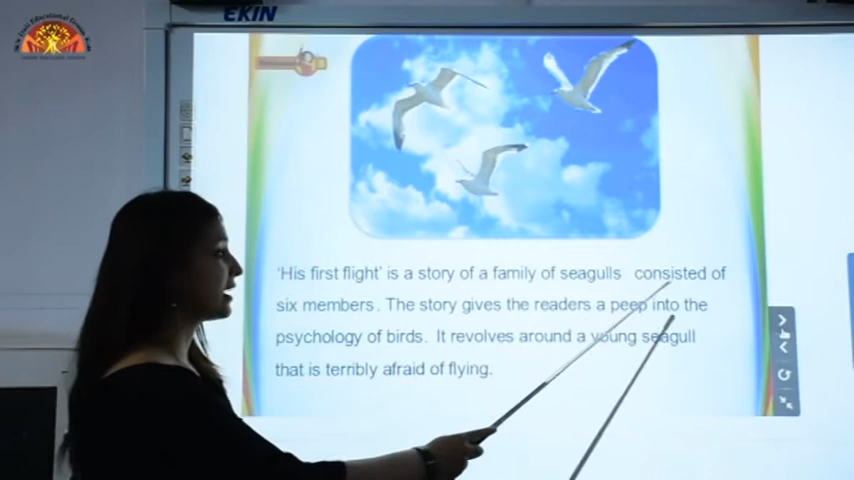 EKIN
'His first flight' is a story of a family of seagulls consisted of
six members. The story gives the readers a peep into the
psychology of birds. It revolves around a young seagull
that is terribly afraid of flying.